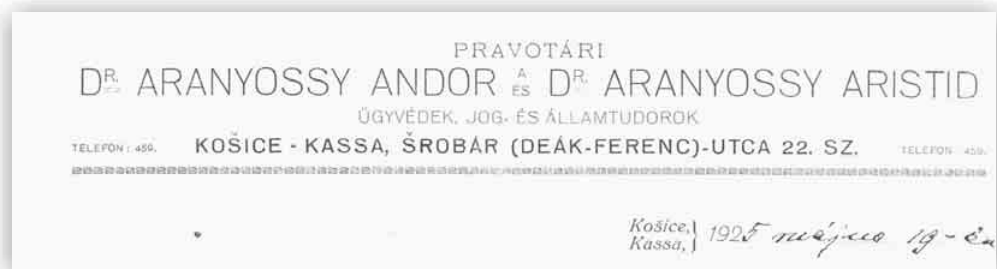 PRAVOTÁRI
DR. ARANYOSSY ANDOR A ÉS DR. ARANYOSSY ARISTID
ÜGYVÉDEK, JOG- ÉS ÁLLAMTUDOROK
TELEFON: 459. KOŠICE - KASSA, ŠROBÁR (DEÁK-FERENC)-UTCA 22. SZ. TELEFON 459.
Košice,
Kassa,} 1925 május 19-én